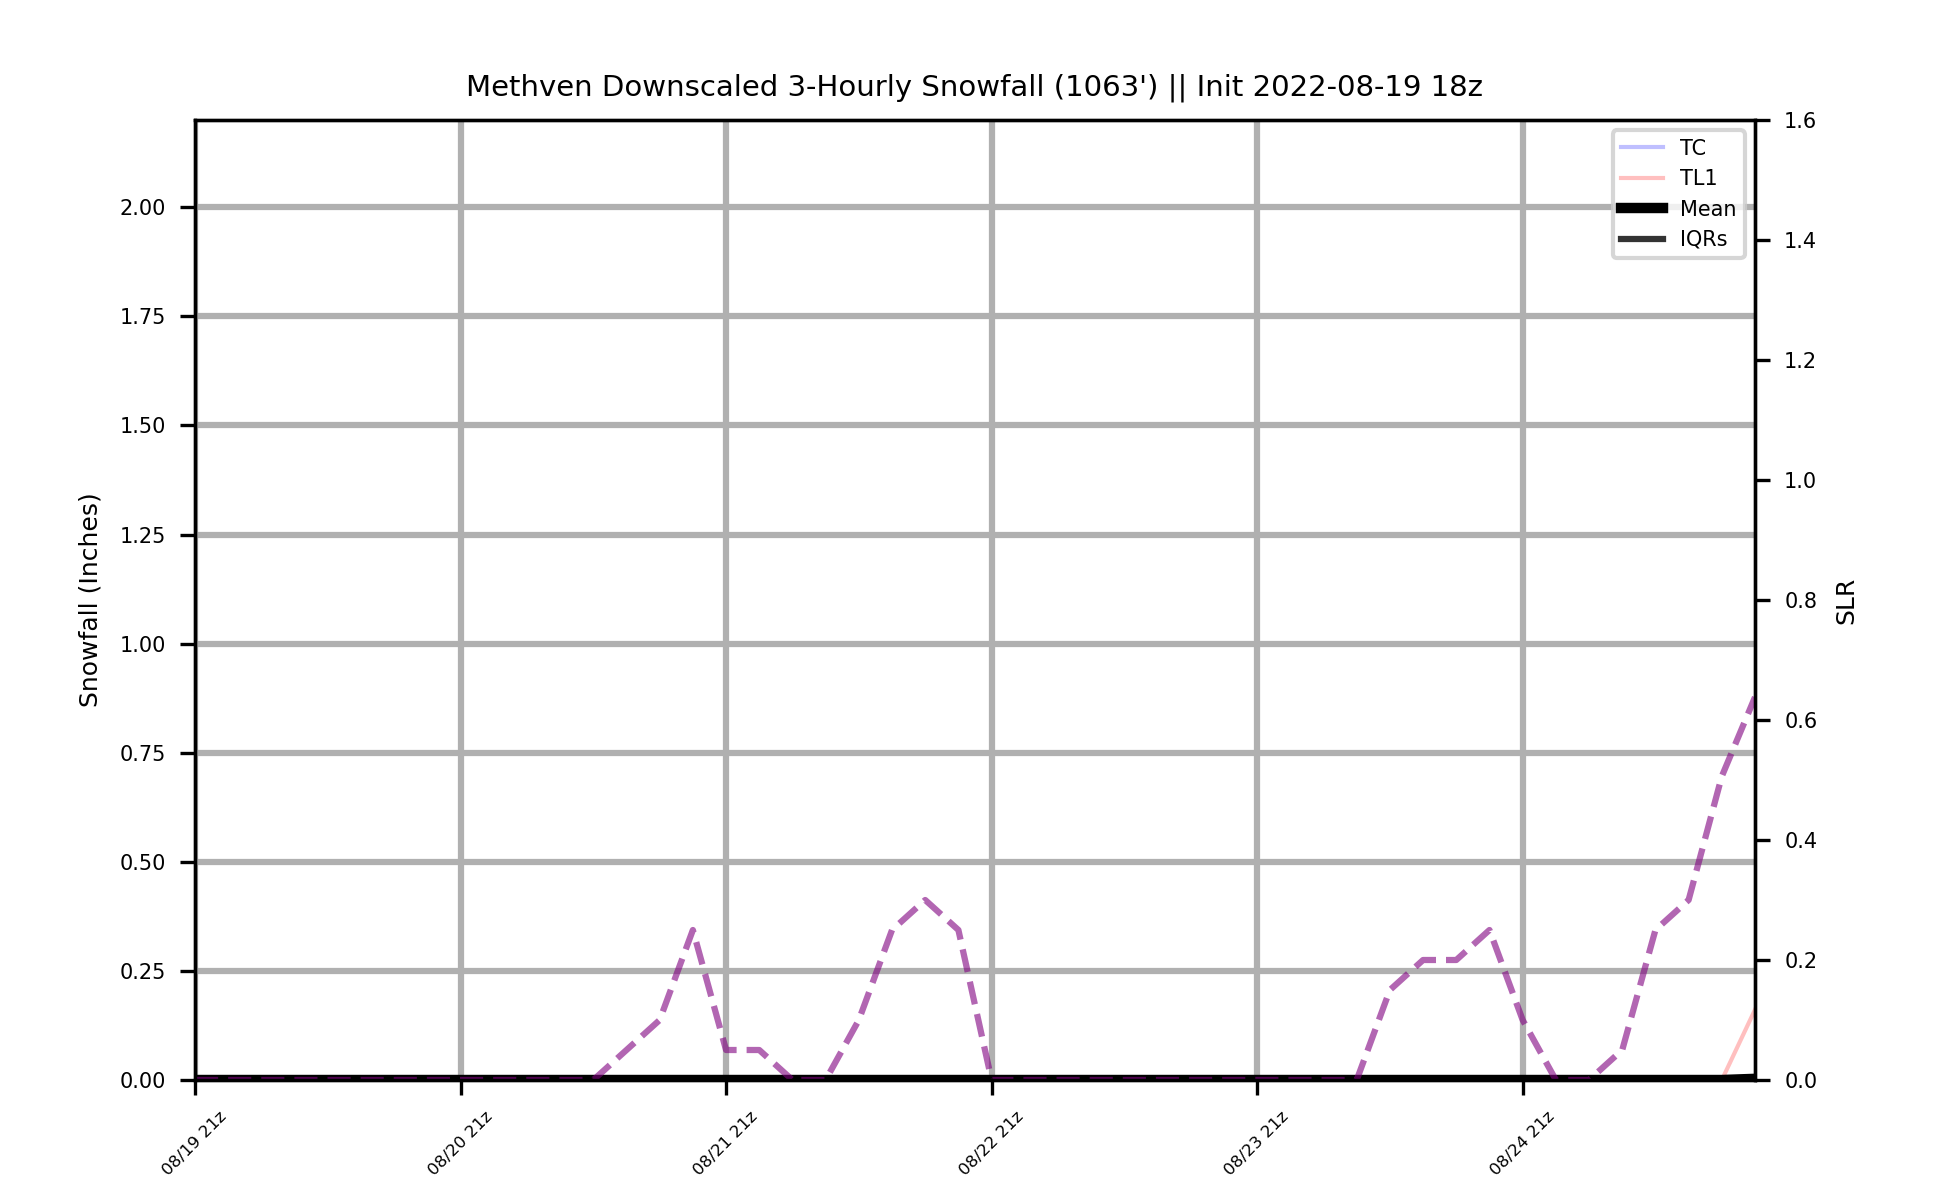 Methven Downscaled 3-Hourly Snowfall (1063') || Init 2022-08-19 18z
TC
TL1
Mean
IQRs
Snowfall (Inches)
2.00
1.75
1.50
1.25
1.00
0.75
0.50
0.25
0.00
1.6
1.4
1.2
1.0
0.8
0.6
0.4
0.2
0.0
SLR
08/19 21z
08/20 21z
08/21 21z
08/22 21z
08/23 21z
08/24 21z